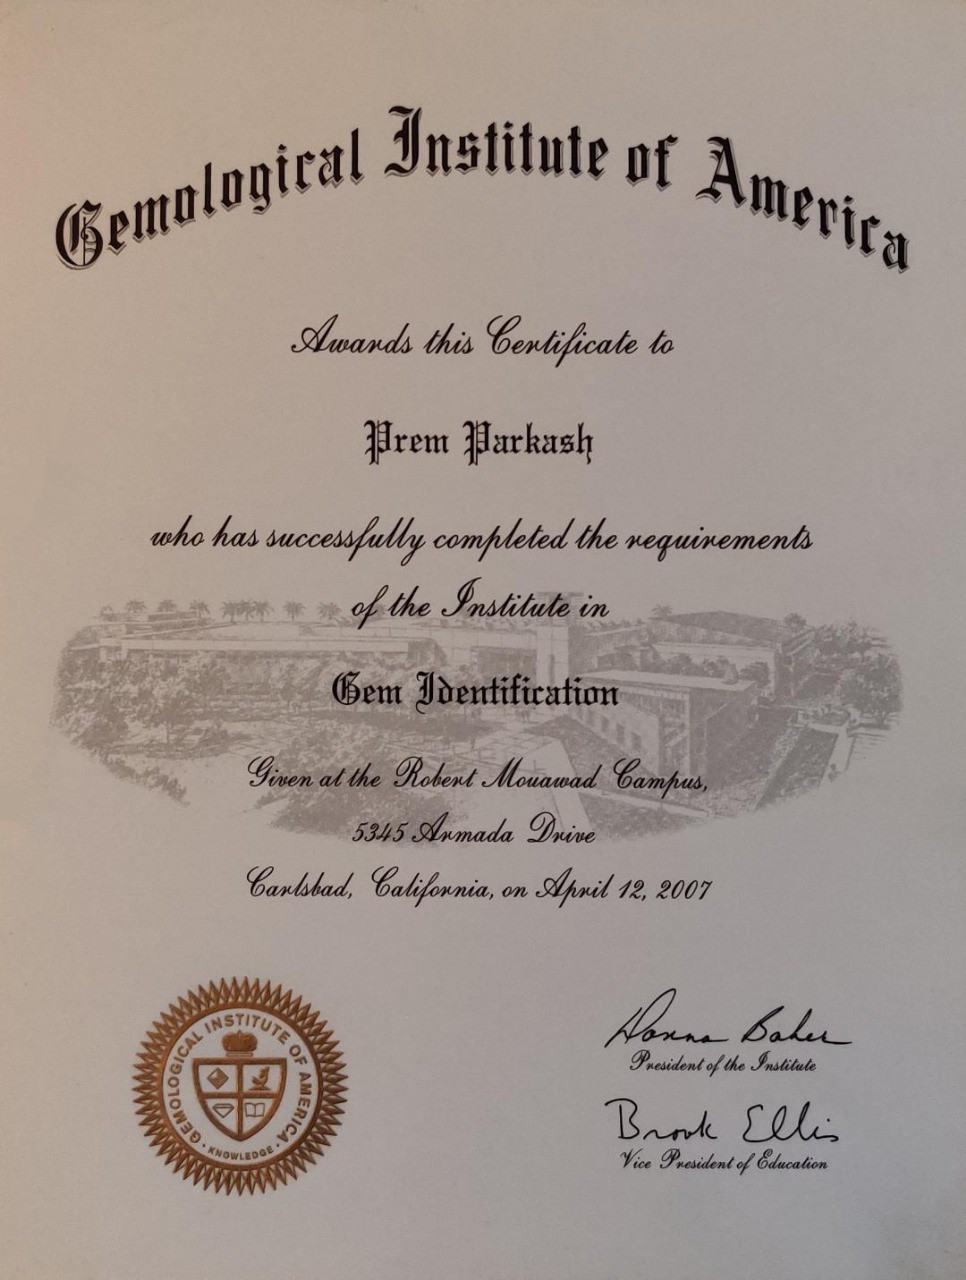 Gemological Institute of America
Awards this Certificate to
Prem Parkash
who has successfully completed the requirements
of the Institute in
Gem Identification
Given at the Robert Mouawad Campus,
5345 Armada Drive
Carlsbad, California, on April 12, 2007
GEMOLOGICAL INSTITUTE OF AMERICA
KNOWLEDGE
Donna Baker
President of the Institute
Brook Ellis
Vice President of Education